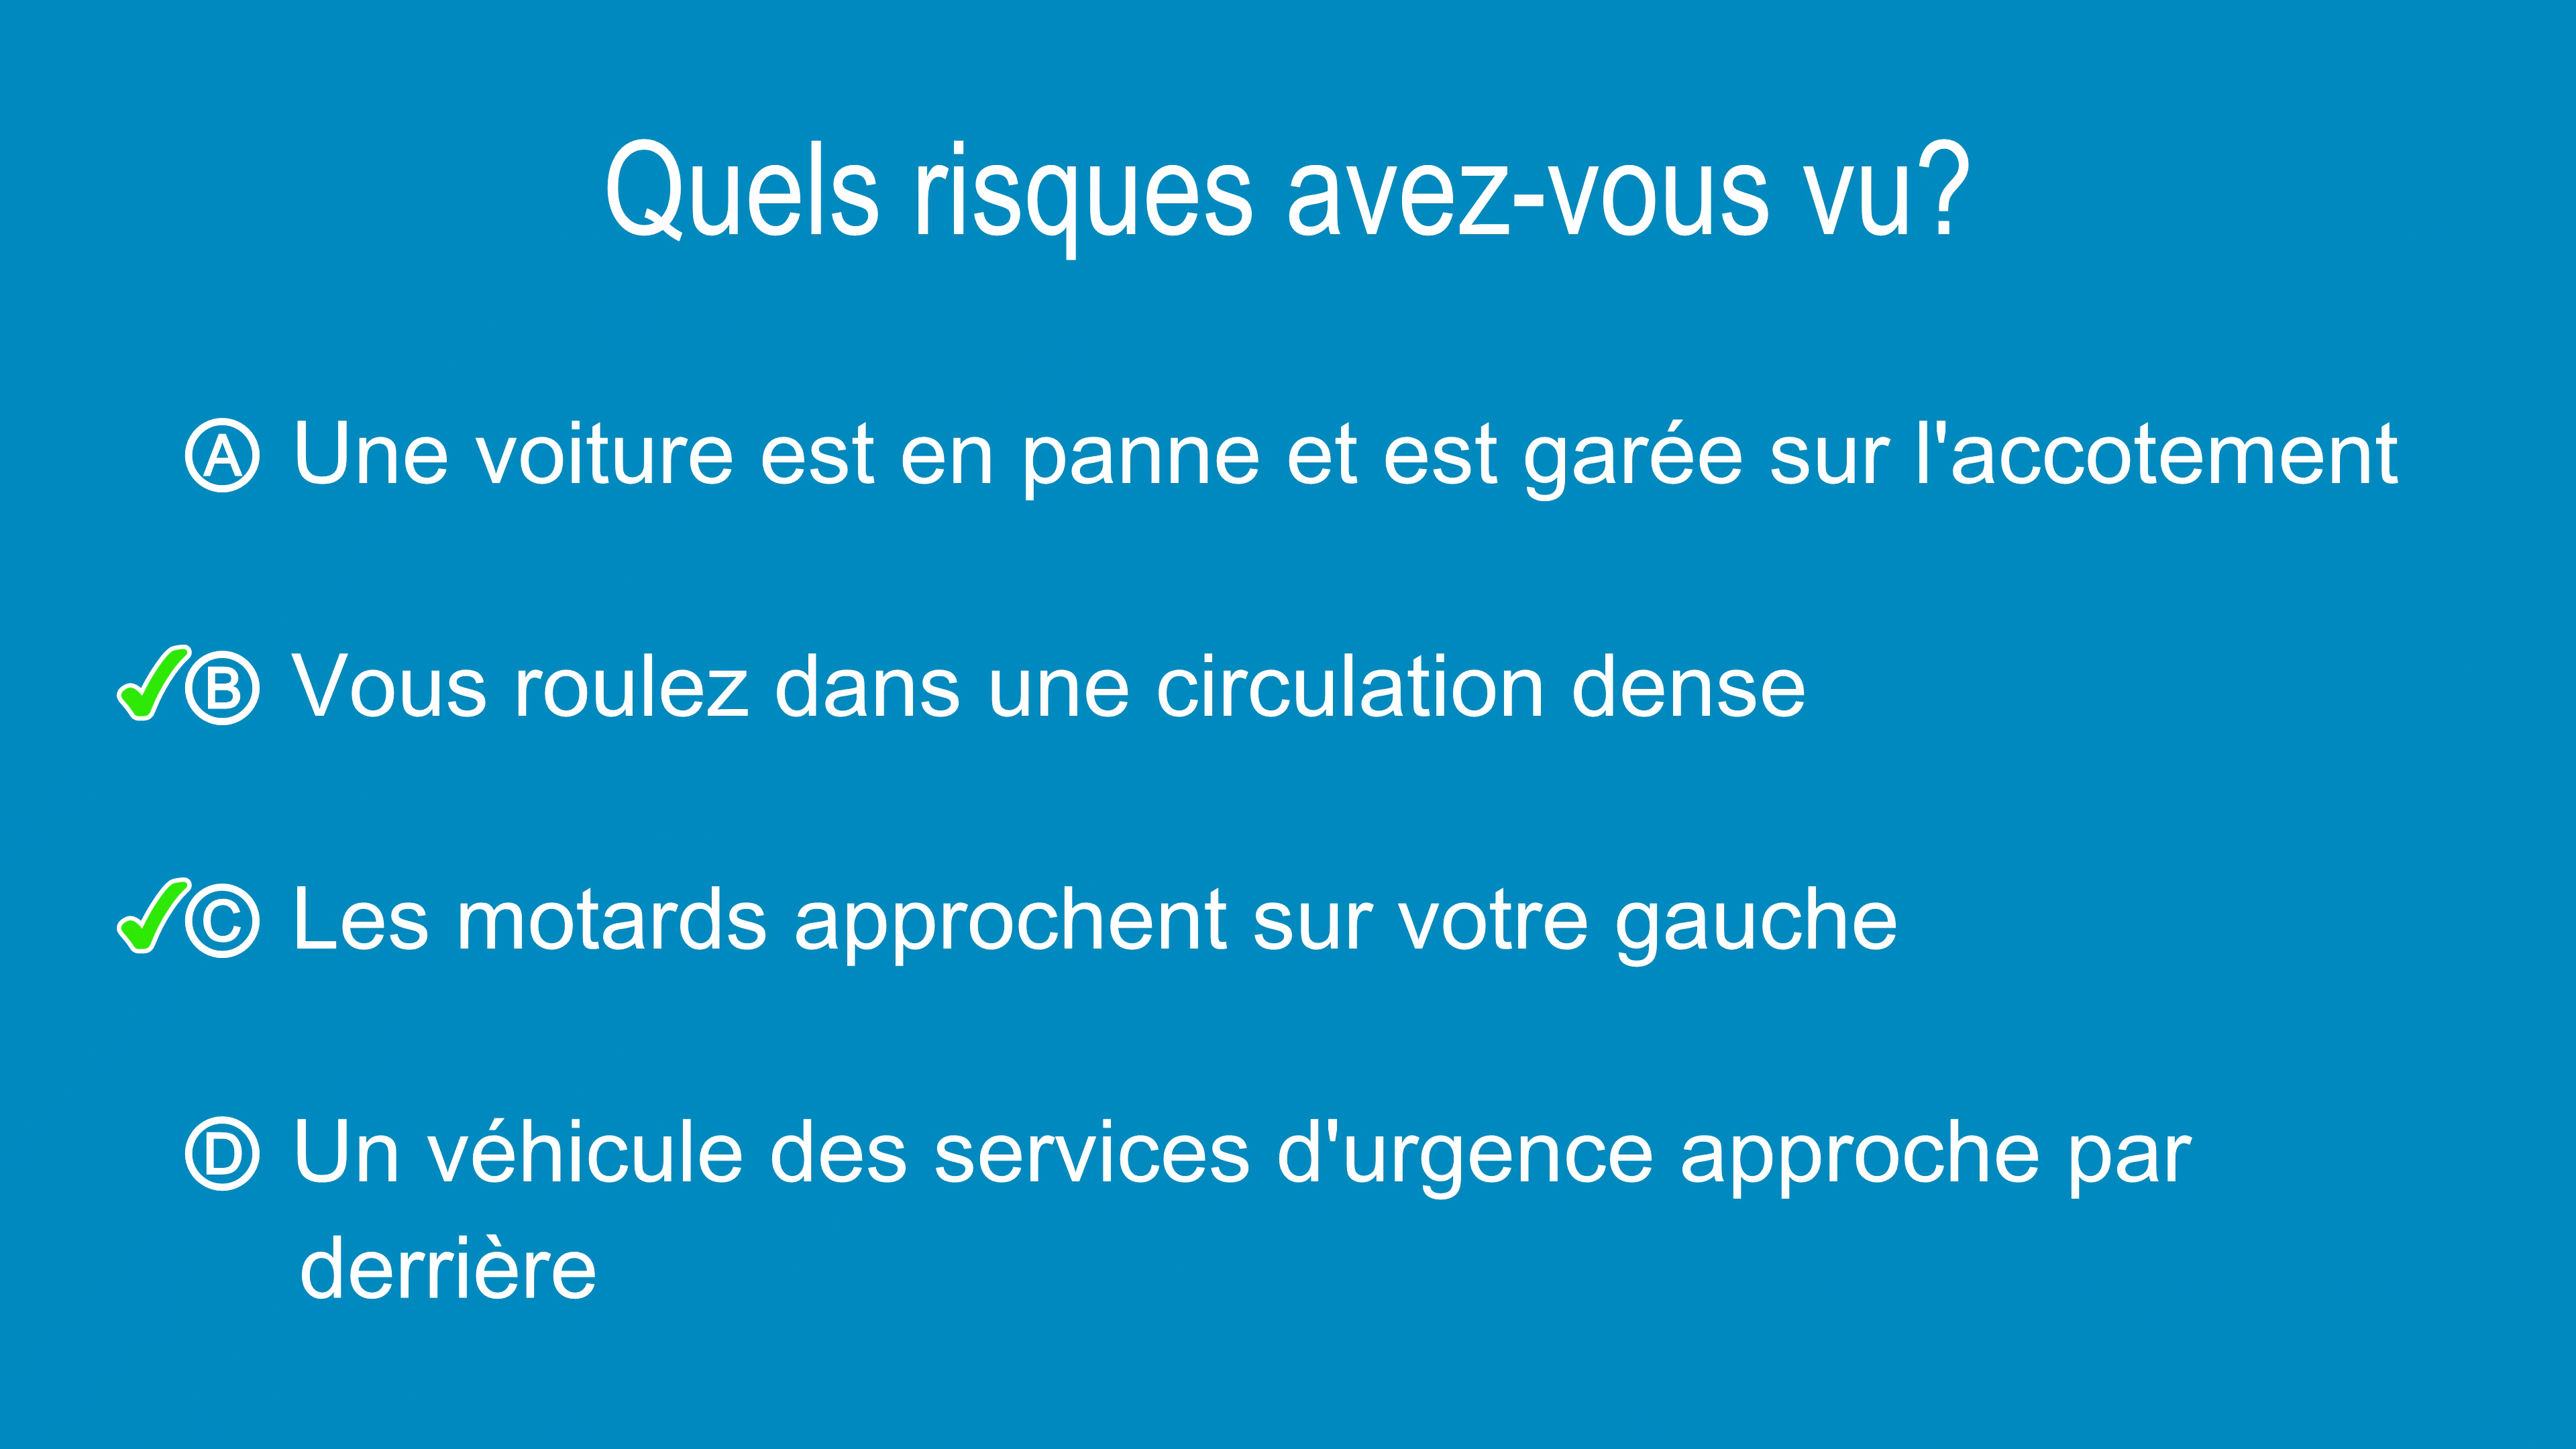 Quels risques avez-vous vu?
Ⓐ Une voiture est en panne et est garée sur l'accotement
✓Ⓑ Vous roulez dans une circulation dense
✓Ⓒ Les motards approchent sur votre gauche
Ⓓ Un véhicule des services d'urgence approche par
derrière